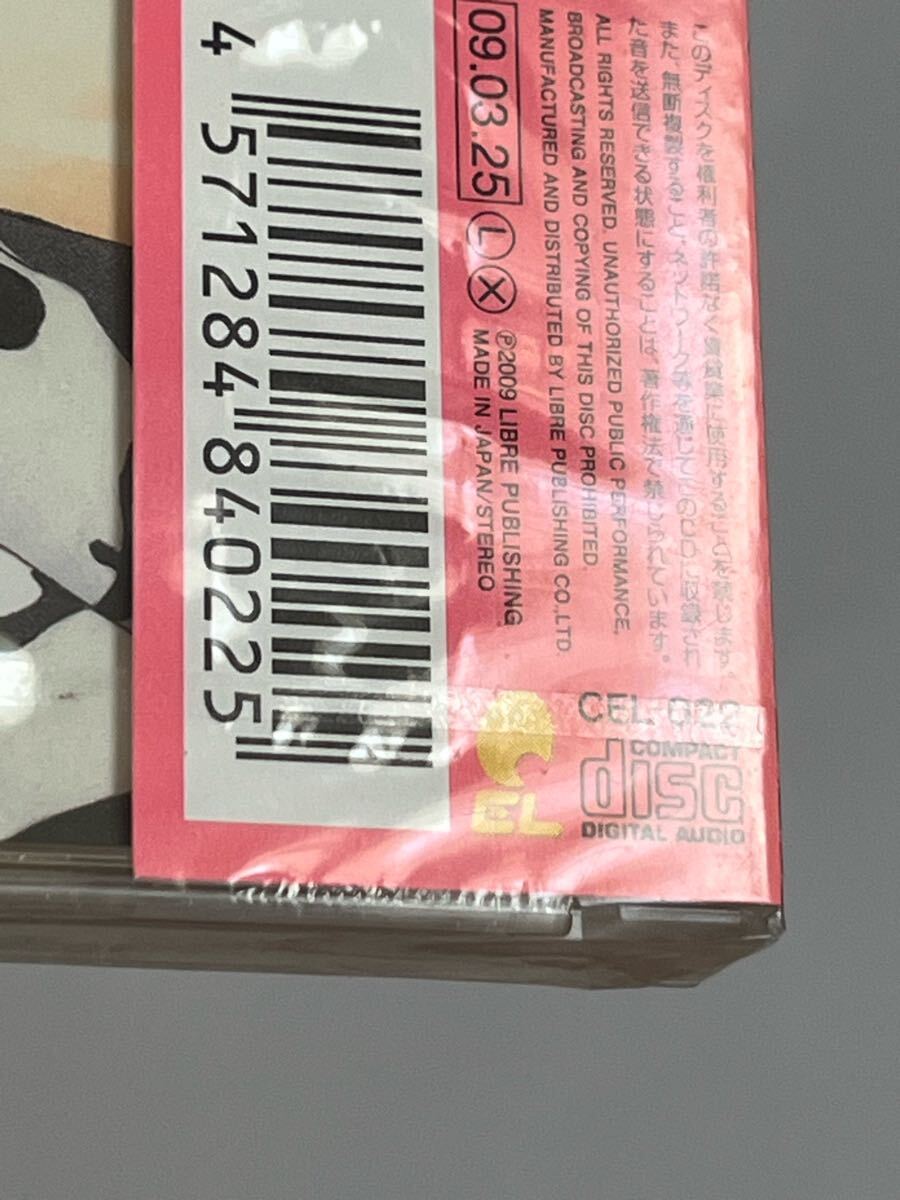 このディスクを権利者の許諾なく賃貸業に使用することを禁じます。
また、無断複製すること、ネットワーク等を通じてこのCDに収録され
た音を送信できる状態にすることは、著作権法で禁じられています。
ALL RIGHTS RESERVED. UNAUTHORIZED PUBLIC PERFORMANCE,
BROADCASTING AND COPYING OF THIS DISC PROHIBITED
MANUFACTURED AND DISTRIBUTED BY LIBRE PUBLISHING CO.,LTD.
09.03.25 L X
Ⓟ2009 LIBRE PUBLISHING
MADE IN JAPAN/STEREO
4 571284 840225
CEL
CEL-022
COMPACT
disc
DIGITAL AUDIO